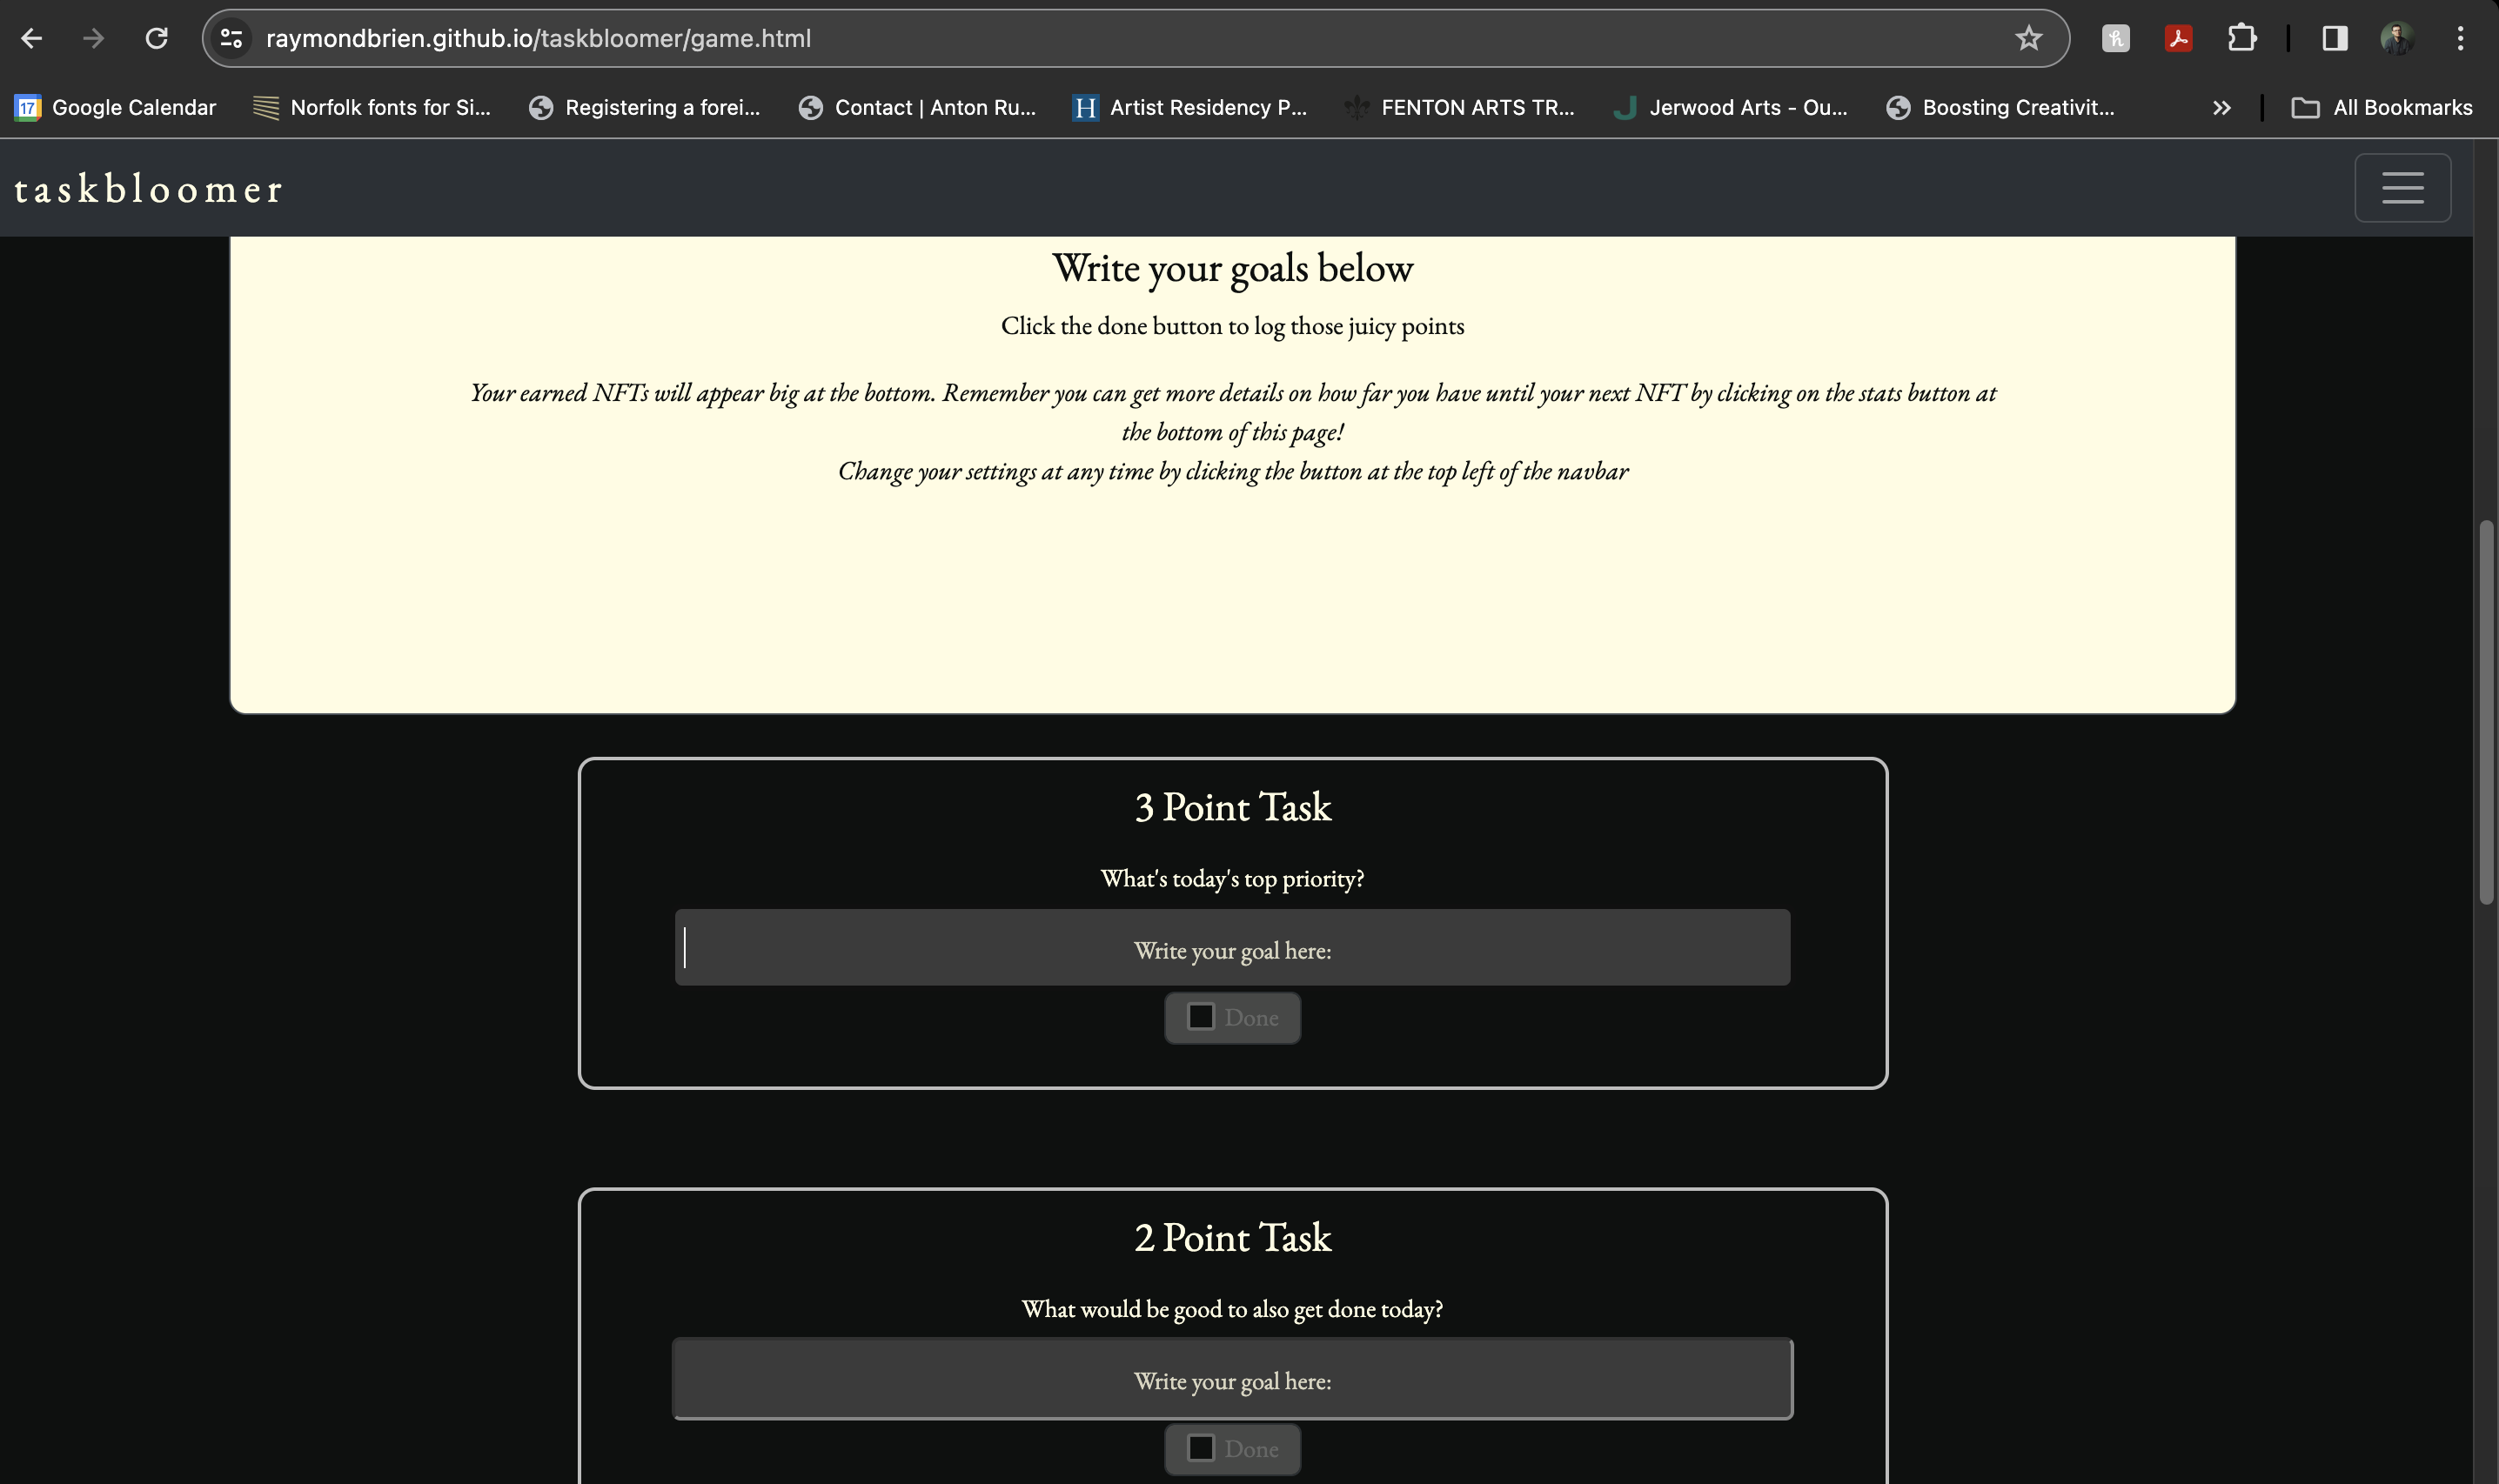 raymondbrien.github.io/taskbloomer/game.html
17 Google Calendar
Norfolk fonts for Si...
Registering a forei...
Contact | Anton Ru...
H Artist Residency P...
FENTON ARTS TR...
Jerwood Arts - Ou...
Boosting Creativit...
All Bookmarks
taskbloomer
Write your goals below
Click the done button to log those juicy points
Your earned NFTs will appear big at the bottom. Remember you can get more details on how far you have until your next NFT by clicking on the stats button at
the bottom of this page!
Change your settings at any time by clicking the button at the top left of the navbar
3 Point Task
What's today's top priority?
Write your goal here:
Done
2 Point Task
What would be good to also get done today?
Write your goal here:
Done